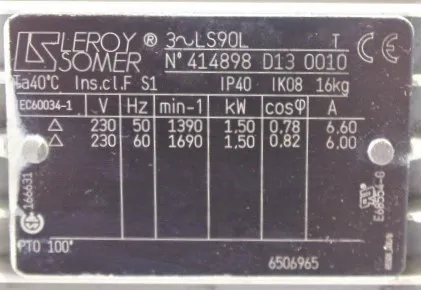 LEROY SOMER ® 3~LS90L T CE
N° 414898 D13 0010
Ta40°C Ins.cl.F S1 IP40 IK08 16kg
IEC60034-1 V Hz min-1 kW cosφ A
△ 230 50 1390 1,50 0,78 6,60
△ 230 60 1690 1,50 0,82 6,00
166631
E68554-G
PTO 100°
6506965